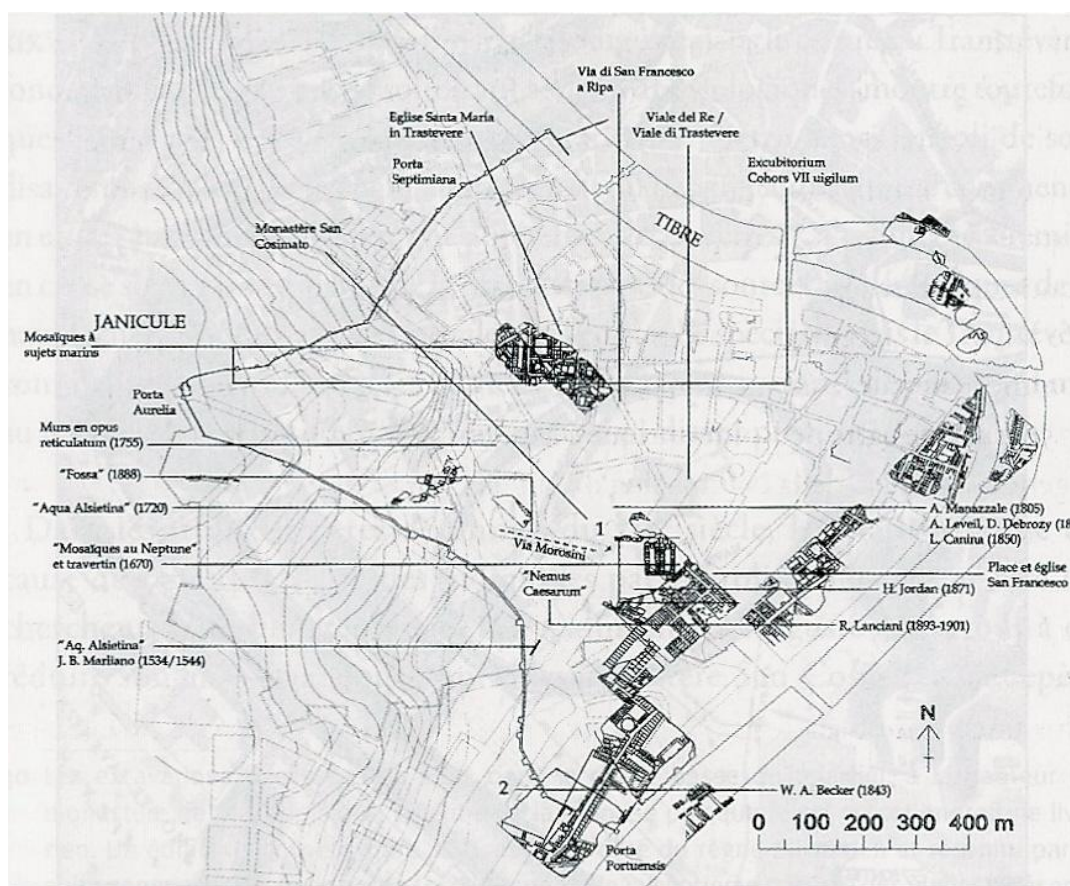 Via di San Francesco
a Ripa
Eglise Santa Maria
in Trastevere
Viale del Re /
Viale di Trastevere
Porta
Septimiana
Excubitorium
Cohors VII uigilum
TIBRE
Monastère San
Cosimato
JANICULE
Mosaïques à
sujets marins
Porta
Aurelia
Murs en opus
reticulatum (1755)
"Fossa" (1888)
"Aqua Alsietina" (1720)
1
A. Manazzale (1805)
A. Leveil, D. Debrozy
L. Canina (1850)
Via Morosini
"Mosaïques au Neptune"
et travertin (1670)
"Nemus
Caesarum"
Place et église
San Francesco
H. Jordan (1871)
R. Lanciani (1893-1901)
"Aq. Alsietina"
J. B. Marliano (1534/1544)
N
2
W. A. Becker (1843)
0 100 200 300 400 m
Porta
Portuensis